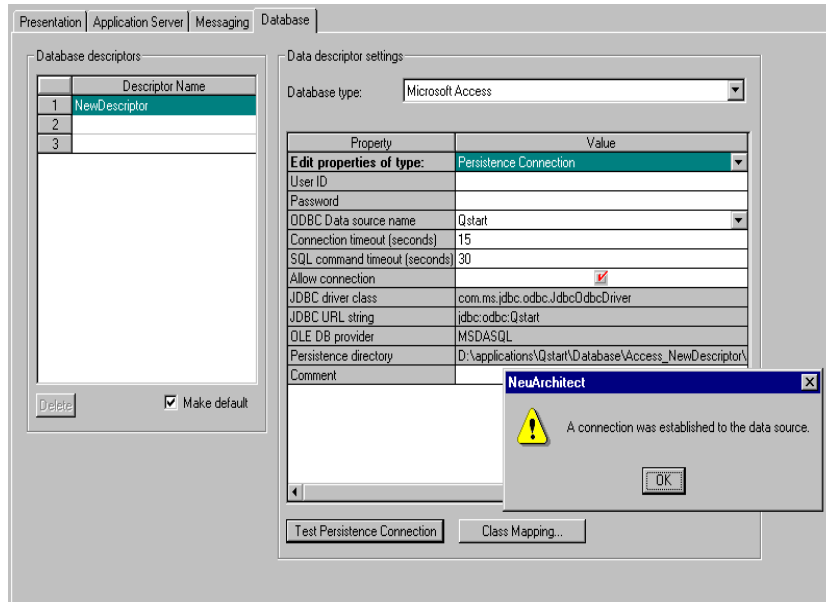 Presentation Application Server Messaging Database
Database descriptors
Descriptor Name
1 NewDescriptor
2
3
Delete
Make default
Data descriptor settings
Database type: Microsoft Access
Property Value
Edit properties of type: Persistence Connection
User ID
Password
ODBC Data source name Qstart
Connection timeout (seconds) 15
SQL command timeout (seconds) 30
Allow connection
JDBC driver class com.ms.jdbc.odbc.JdbcOdbcDriver
JDBC URL string jdbc:odbc:Qstart
OLE DB provider MSDASQL
Persistence directory D:\applications\Qstart\Database\Access_NewDescriptor\
Comment
NeuArchitect
A connection was established to the data source.
OK
Test Persistence Connection Class Mapping...